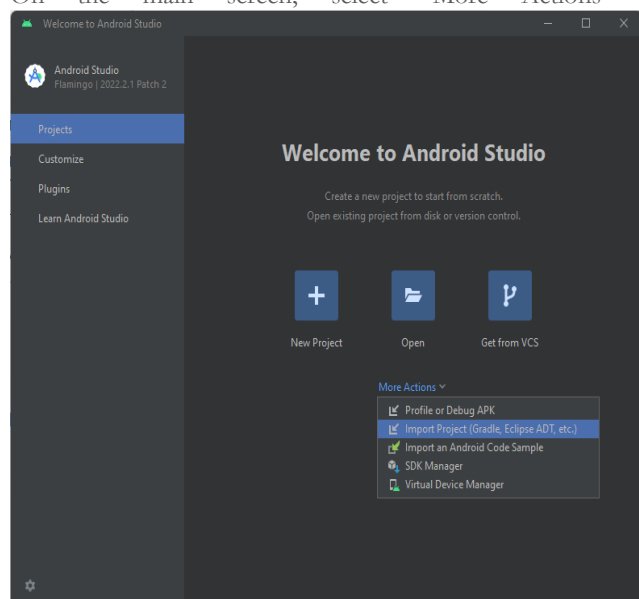 On the main screen, select "More Actions"
Welcome to Android Studio
Android Studio
Flamingo | 2022.2.1 Patch 2
Projects
Customize
Plugins
Learn Android Studio
Welcome to Android Studio
Create a new project to start from scratch.
Open existing project from disk or version control.
New Project
Open
Get from VCS
More Actions
Profile or Debug APK
Import Project (Gradle, Eclipse ADT, etc.)
Import an Android Code Sample
SDK Manager
Virtual Device Manager